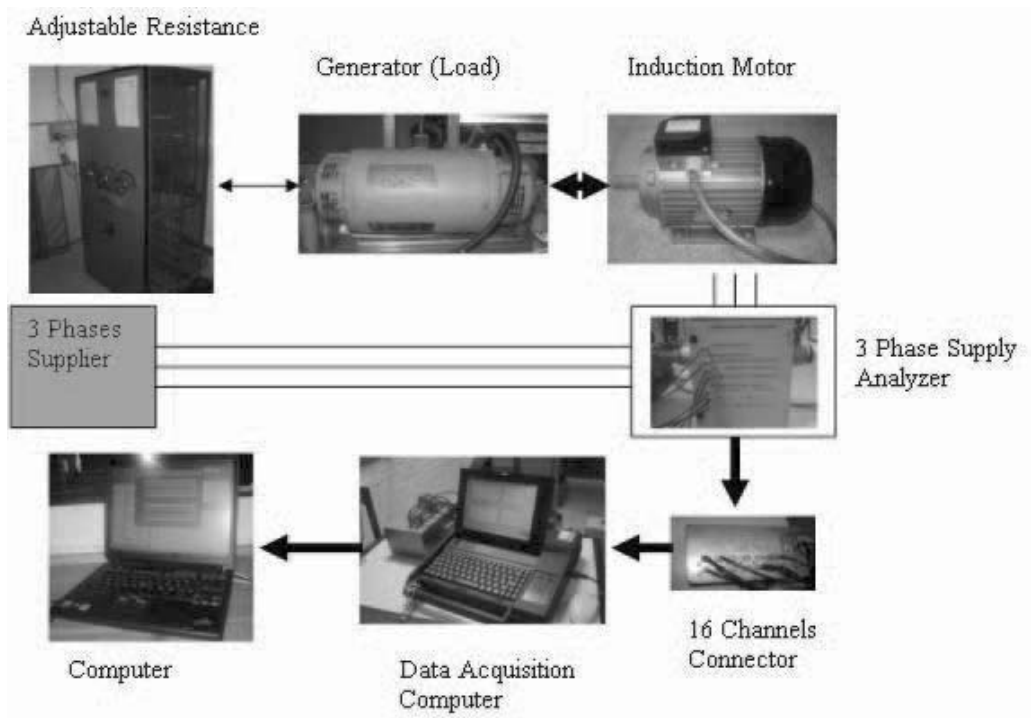 Adjustable Resistance
Generator (Load)
Induction Motor
3 Phases
Supplier
3 Phase Supply
Analyzer
16 Channels
Connector
Data Acquisition
Computer
Computer